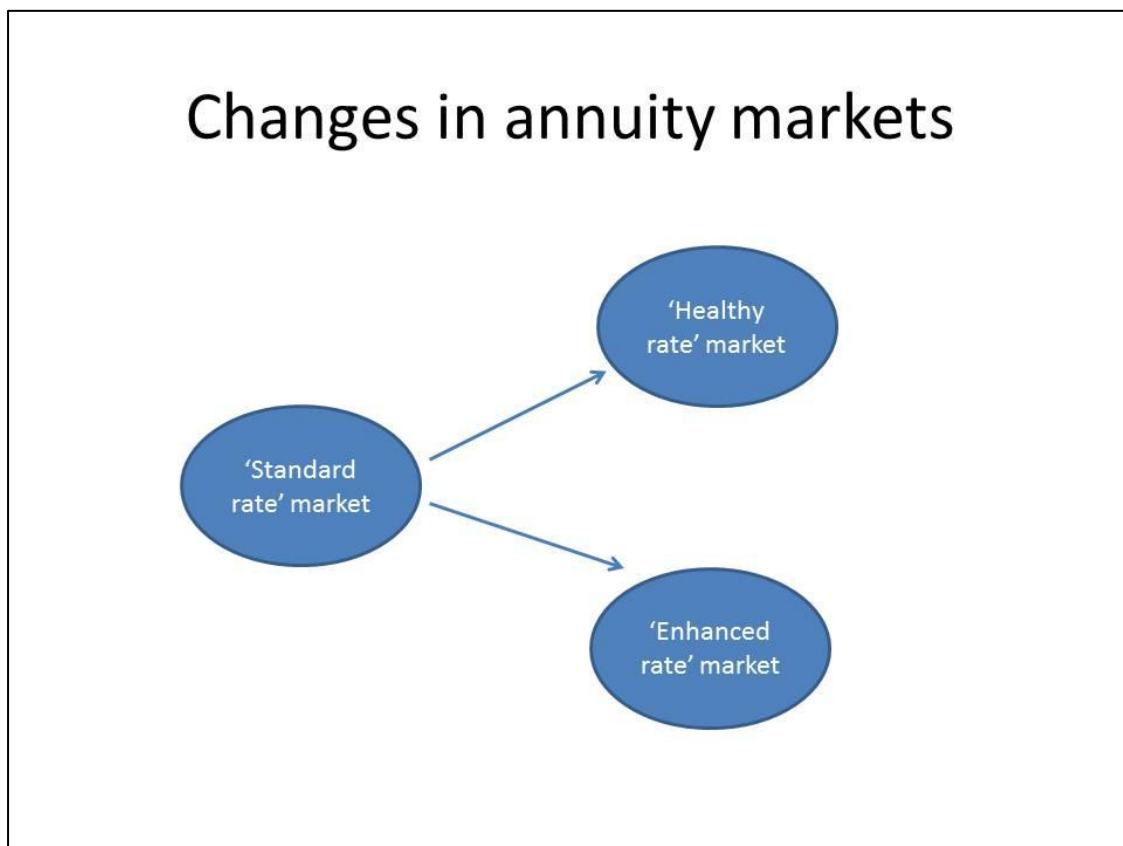 Changes in annuity markets
‘Healthy
rate’ market
‘Standard
rate’ market
‘Enhanced
rate’ market